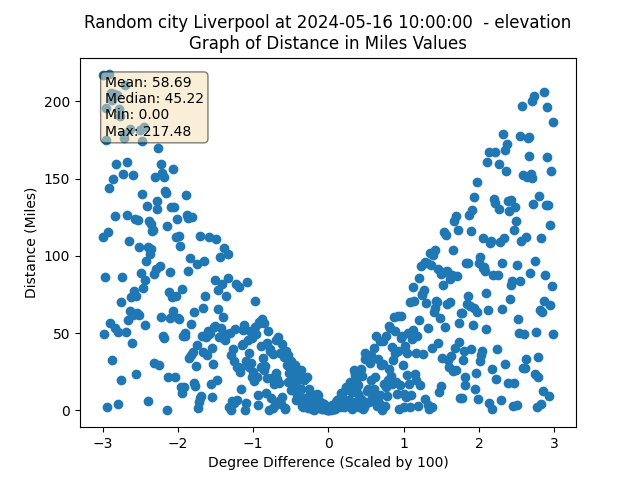 Random city Liverpool at 2024-05-16 10:00:00  - elevation
Graph of Distance in Miles Values
Mean: 58.69
Median: 45.22
Min: 0.00
Max: 217.48
200
150
100
50
0
Distance (Miles)
−3 −2 −1 0 1 2 3
Degree Difference (Scaled by 100)